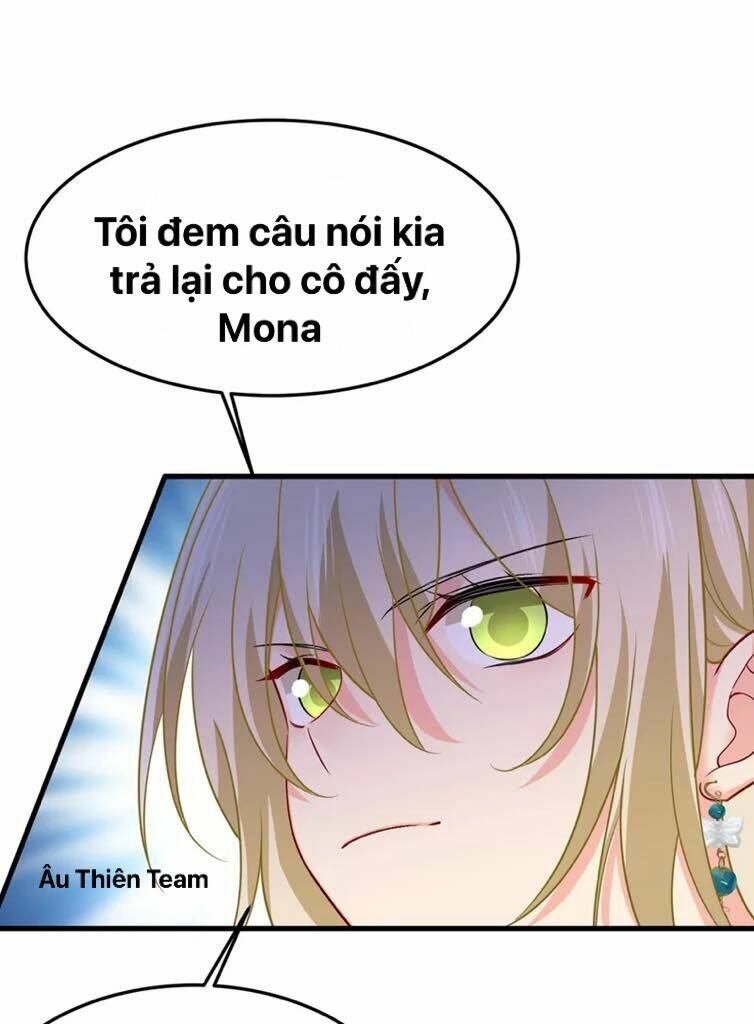 Tôi đem câu nói kia
trả lại cho cô đấy,
Mona
Âu Thiên Team